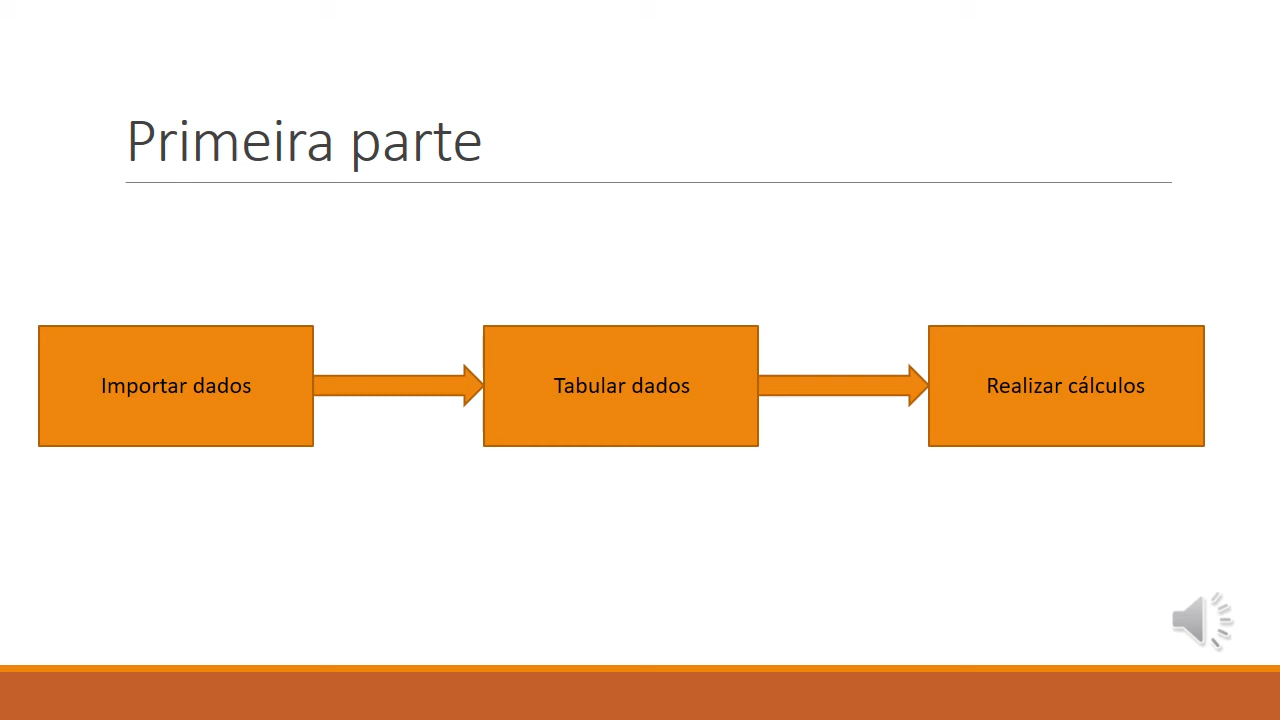 Primeira parte
Importar dados
Tabular dados
Realizar cálculos